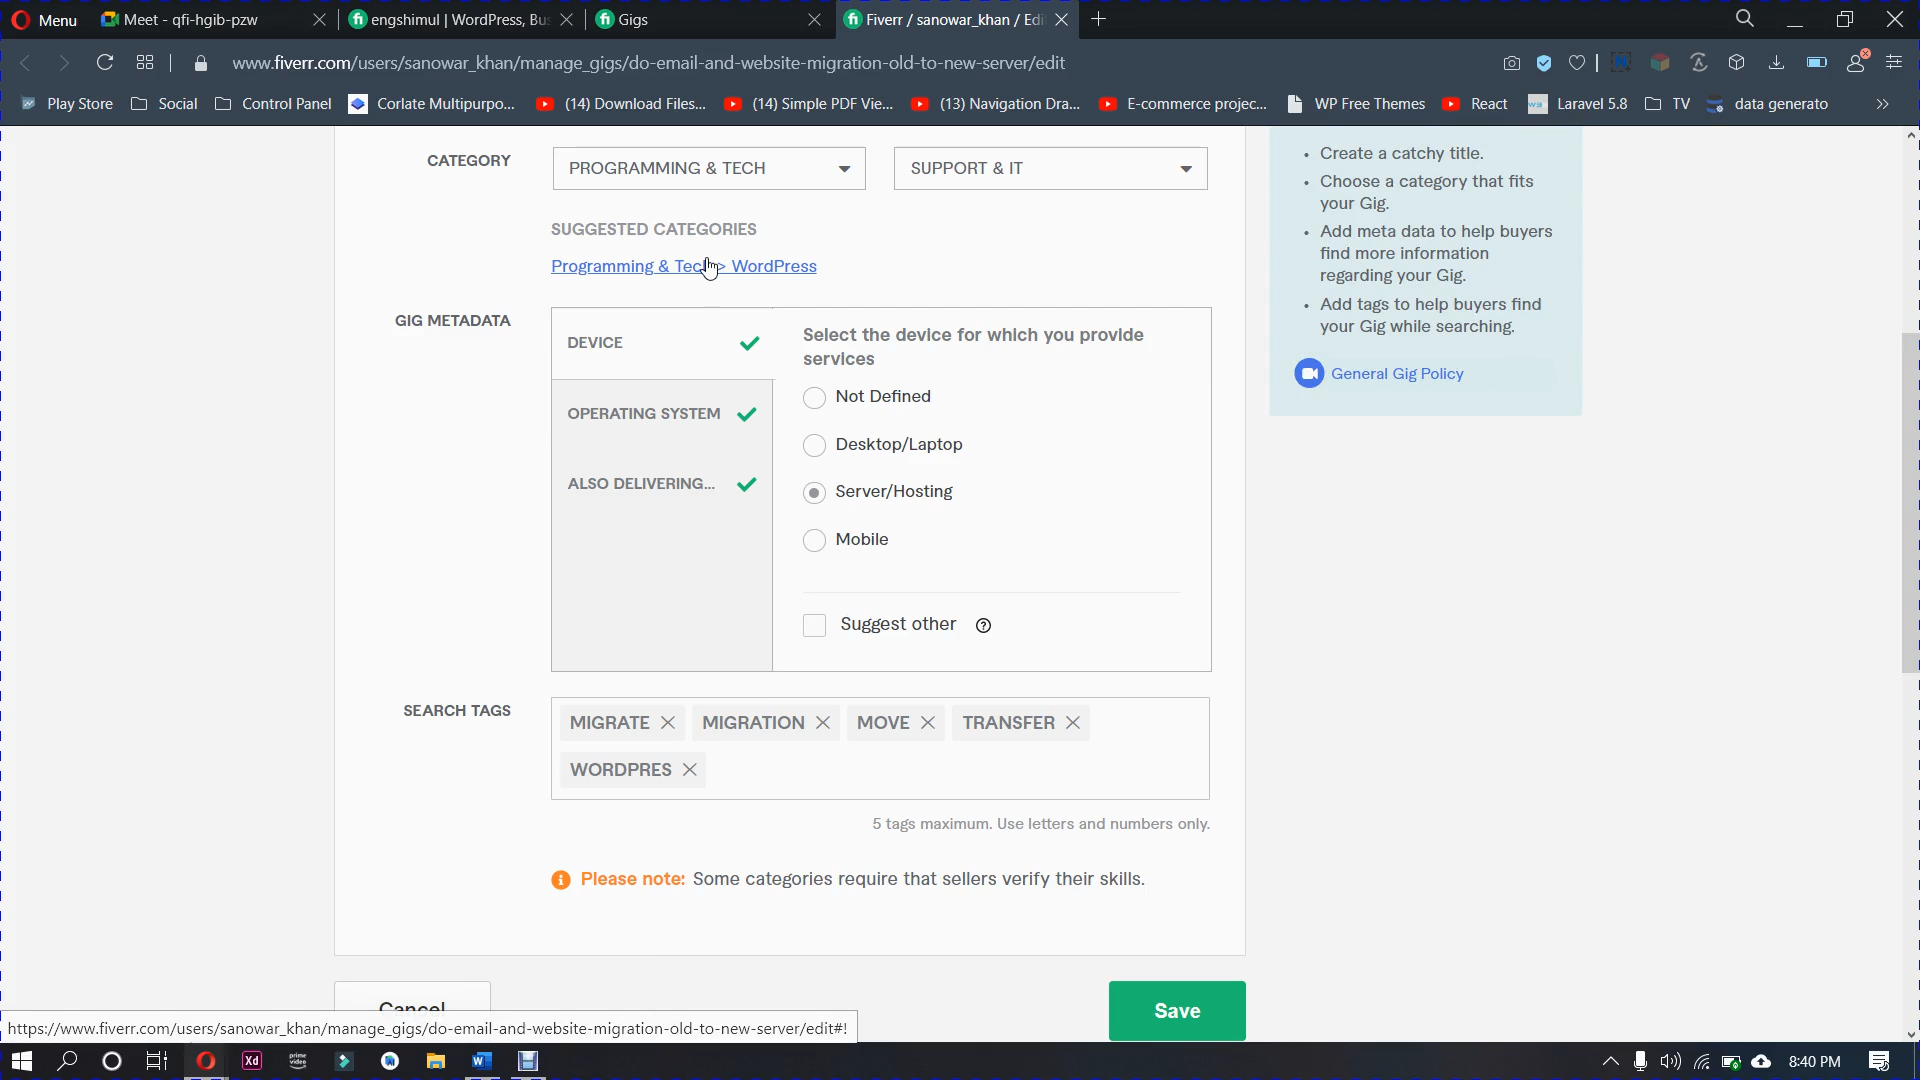 Menu
Meet - qfi-hgib-pzw
engshimul | WordPress, Bu
Gigs
Fiverr / sanowar_khan / Edi
www.fiverr.com/users/sanowar_khan/manage_gigs/do-email-and-website-migration-old-to-new-server/edit
Play Store
Social
Control Panel
Corlate Multipurpo...
(14) Download Files...
(14) Simple PDF Vie...
(13) Navigation Dra...
E-commerce projec...
WP Free Themes
React
Laravel 5.8
TV
data generato
CATEGORY
PROGRAMMING & TECH
SUPPORT & IT
SUGGESTED CATEGORIES
Programming & Tech > WordPress
GIG METADATA
DEVICE
OPERATING SYSTEM
ALSO DELIVERING...
Select the device for which you provide
services
Not Defined
Desktop/Laptop
Server/Hosting
Mobile
Suggest other
SEARCH TAGS
MIGRATE
MIGRATION
MOVE
TRANSFER
WORDPRES
5 tags maximum. Use letters and numbers only.
Please note: Some categories require that sellers verify their skills.
Cancel
Save
• Create a catchy title.
• Choose a category that fits
your Gig.
• Add meta data to help buyers
find more information
regarding your Gig.
• Add tags to help buyers find
your Gig while searching.
General Gig Policy
https://www.fiverr.com/users/sanowar_khan/manage_gigs/do-email-and-website-migration-old-to-new-server/edit#!
Xd
prime video
8:40 PM